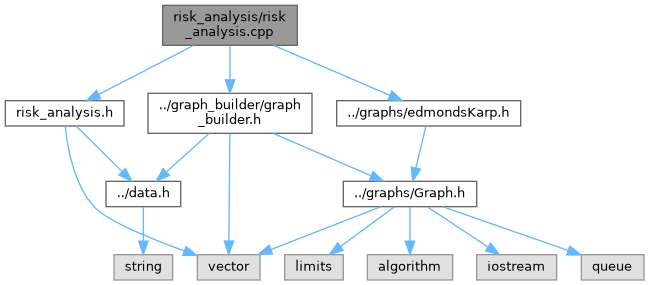 risk_analysis/risk
_analysis.cpp
risk_analysis.h
../graph_builder/graph
_builder.h
../graphs/edmondsKarp.h
../data.h
../graphs/Graph.h
string
vector
limits
algorithm
iostream
queue